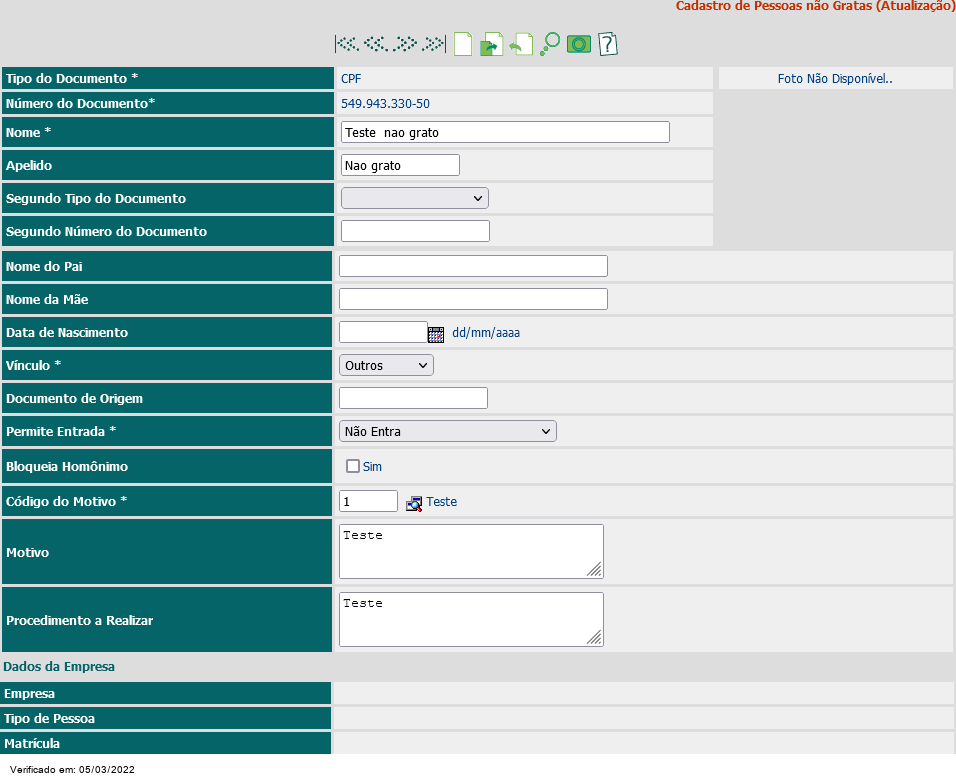 Cadastro de Pessoas não Gratas (Atualização)
Tipo do Documento * CPF Foto Não Disponível..
Número do Documento* 549.943.330-50
Nome * Teste nao grato
Apelido Nao grato
Segundo Tipo do Documento
Segundo Número do Documento
Nome do Pai
Nome da Mãe
Data de Nascimento dd/mm/aaaa
Vínculo * Outros
Documento de Origem
Permite Entrada * Não Entra
Bloqueia Homônimo Sim
Código do Motivo * 1 Teste
Motivo Teste
Procedimento a Realizar Teste
Dados da Empresa
Empresa
Tipo de Pessoa
Matrícula
Verificado em: 05/03/2022